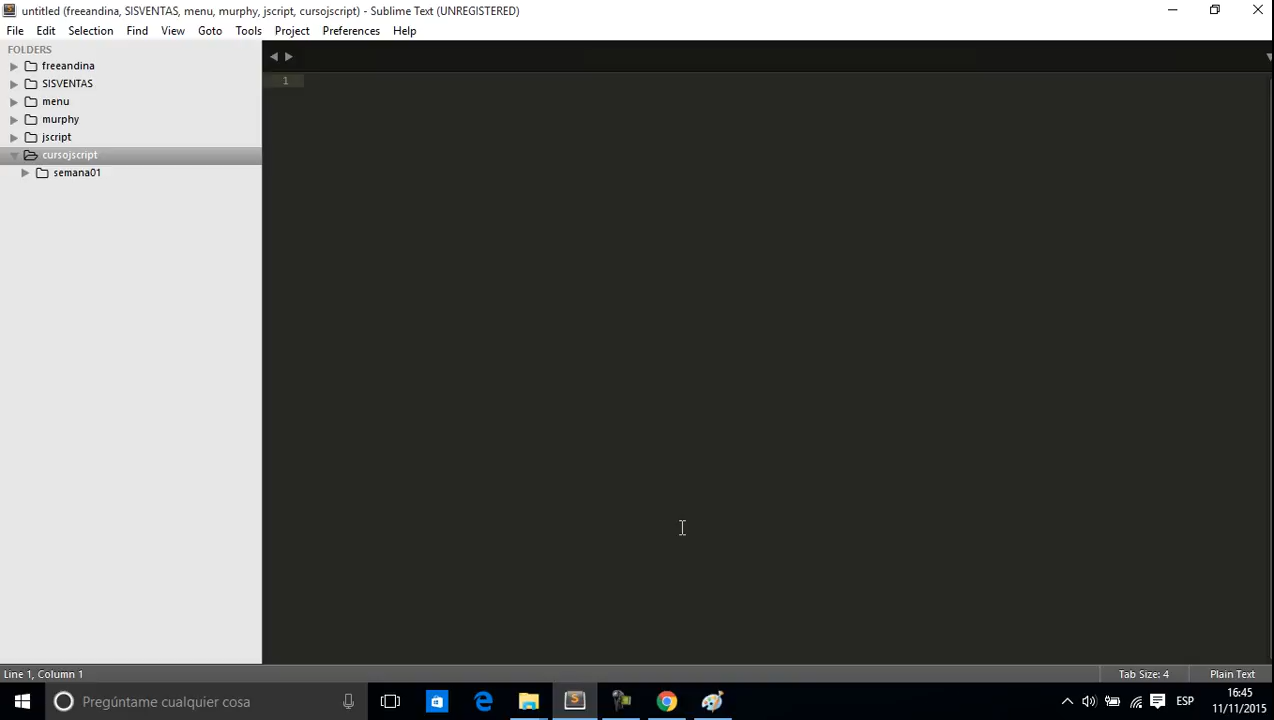 untitled (freeandina, SISVENTAS, menu, murphy, jscript, cursojscript) - Sublime Text (UNREGISTERED)
File Edit Selection Find View Goto Tools Project Preferences Help
FOLDERS
freeandina
SISVENTAS
menu
murphy
jscript
cursojscript
semana01
1
Line 1, Column 1
Tab Size: 4
Plain Text
Pregúntame cualquier cosa
ESP
16:45
11/11/2015